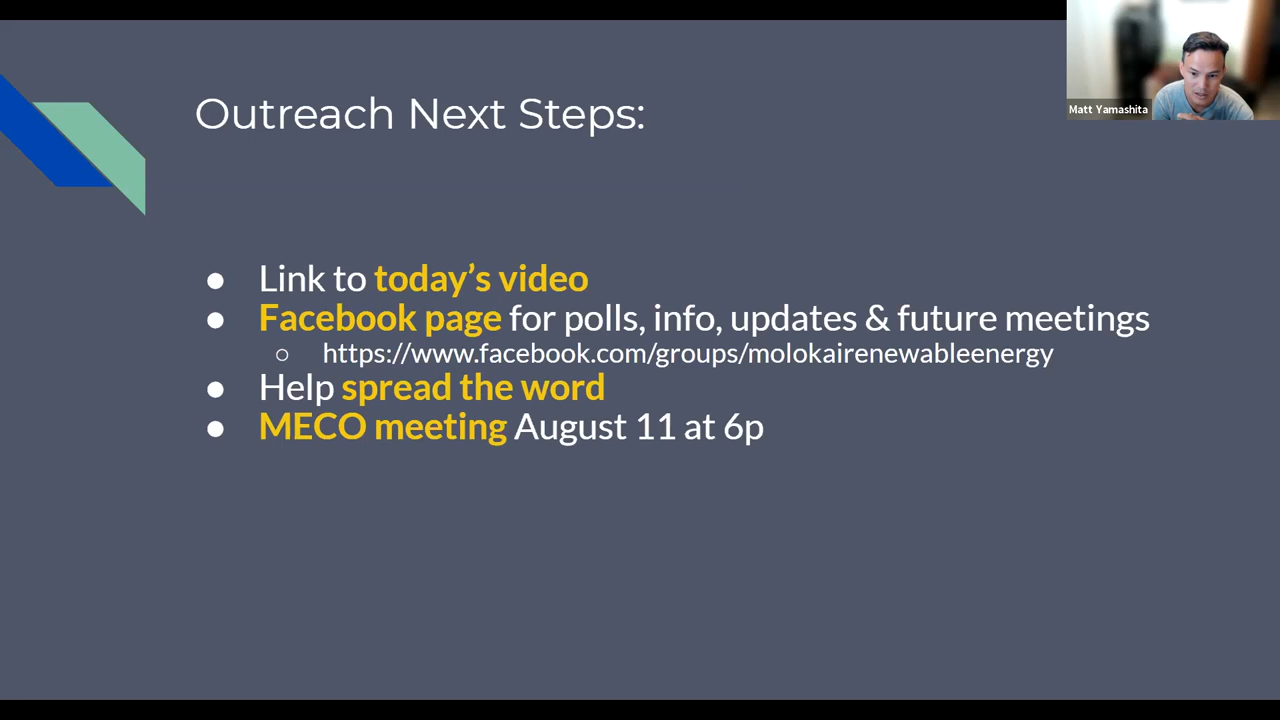 Matt Yamashita
Outreach Next Steps:
● Link to today's video
● Facebook page for polls, info, updates & future meetings
○ https://www.facebook.com/groups/molokairenewableenergy
● Help spread the word
● MECO meeting August 11 at 6p